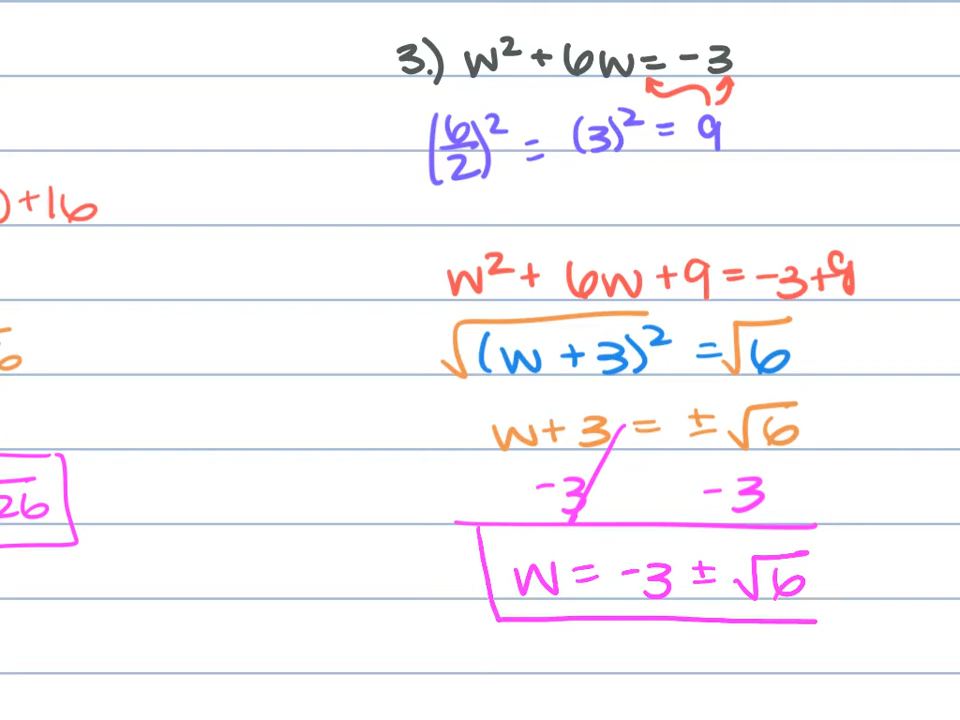 3.) w² + 6w = -3
(6/2)² = (3)² = 9
) + 16
w² + 6w + 9 = -3 + 9
√(w + 3)² = √6
w + 3 = ± √6
-3 -3
√26
w = -3 ± √6